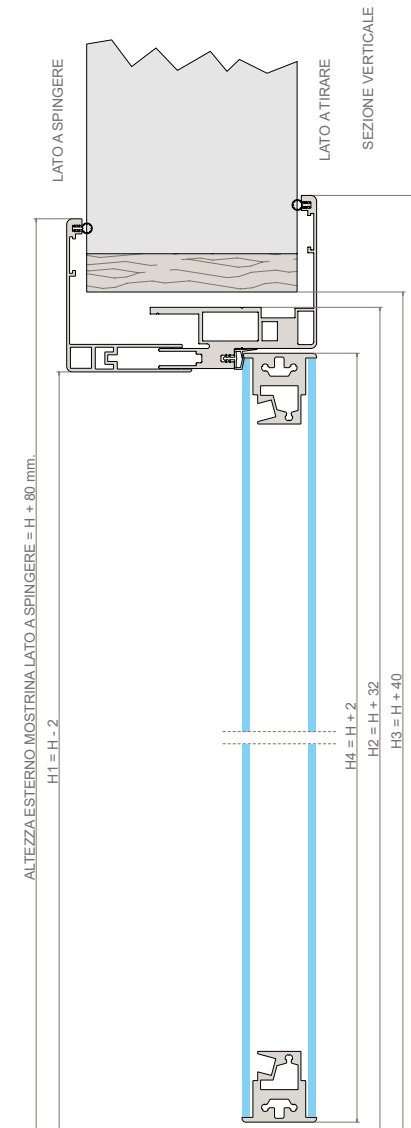 LATO A SPINGERE
LATO A TIRARE
SEZIONE VERTICALE
ALTEZZA ESTERNO MOSTRINA LATO A SPINGERE = H + 80 mm.
H1 = H - 2
H4 = H + 2
H2 = H + 32
H3 = H + 40